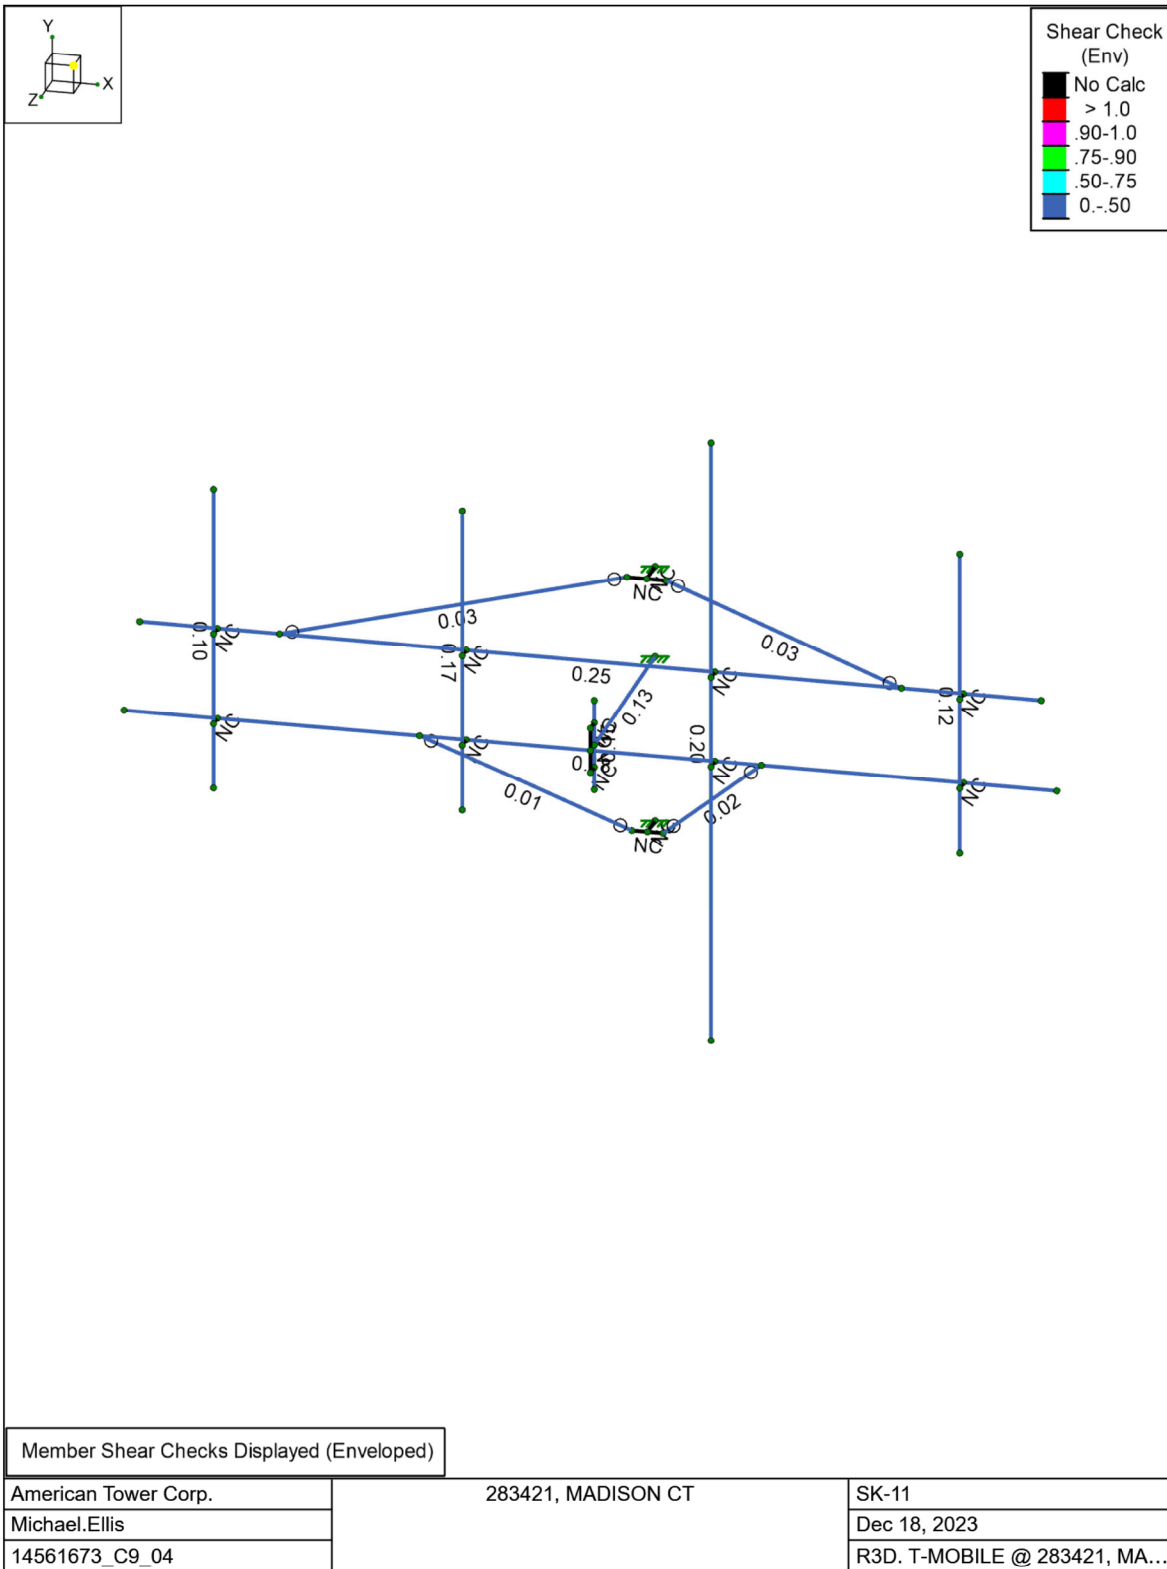 Y
X
Z
Shear Check
(Env)
No Calc
> 1.0
.90-1.0
.75-.90
.50-.75
0.-.50
NC
0.03
0.03
0.10
NC
0.17
NC
0.25
NC
0.13
0.12
NC
NC
NC
0.20
NC
NC
NC
0.01
0.02
NC
Member Shear Checks Displayed (Enveloped)
American Tower Corp.
283421, MADISON CT
SK-11
Michael.Ellis
Dec 18, 2023
14561673_C9_04
R3D. T-MOBILE @ 283421, MA...